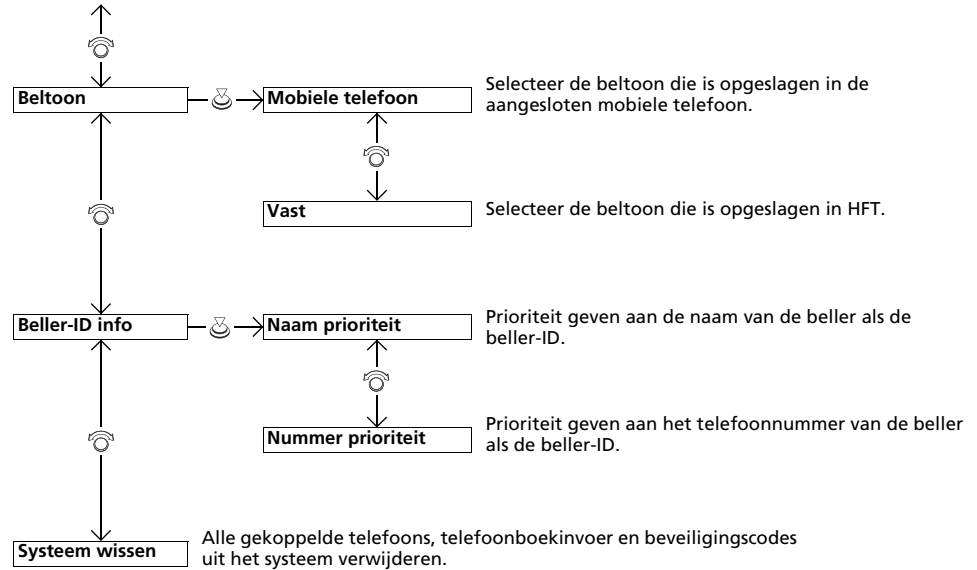 Beltoon
Mobiele telefoon
Selecteer de beltoon die is opgeslagen in de
aangesloten mobiele telefoon.
Vast
Selecteer de beltoon die is opgeslagen in HFT.
Beller-ID info
Naam prioriteit
Prioriteit geven aan de naam van de beller als de
beller-ID.
Nummer prioriteit
Prioriteit geven aan het telefoonnummer van de beller
als de beller-ID.
Systeem wissen
Alle gekoppelde telefoons, telefoonboekinvoer en beveiligingscodes
uit het systeem verwijderen.